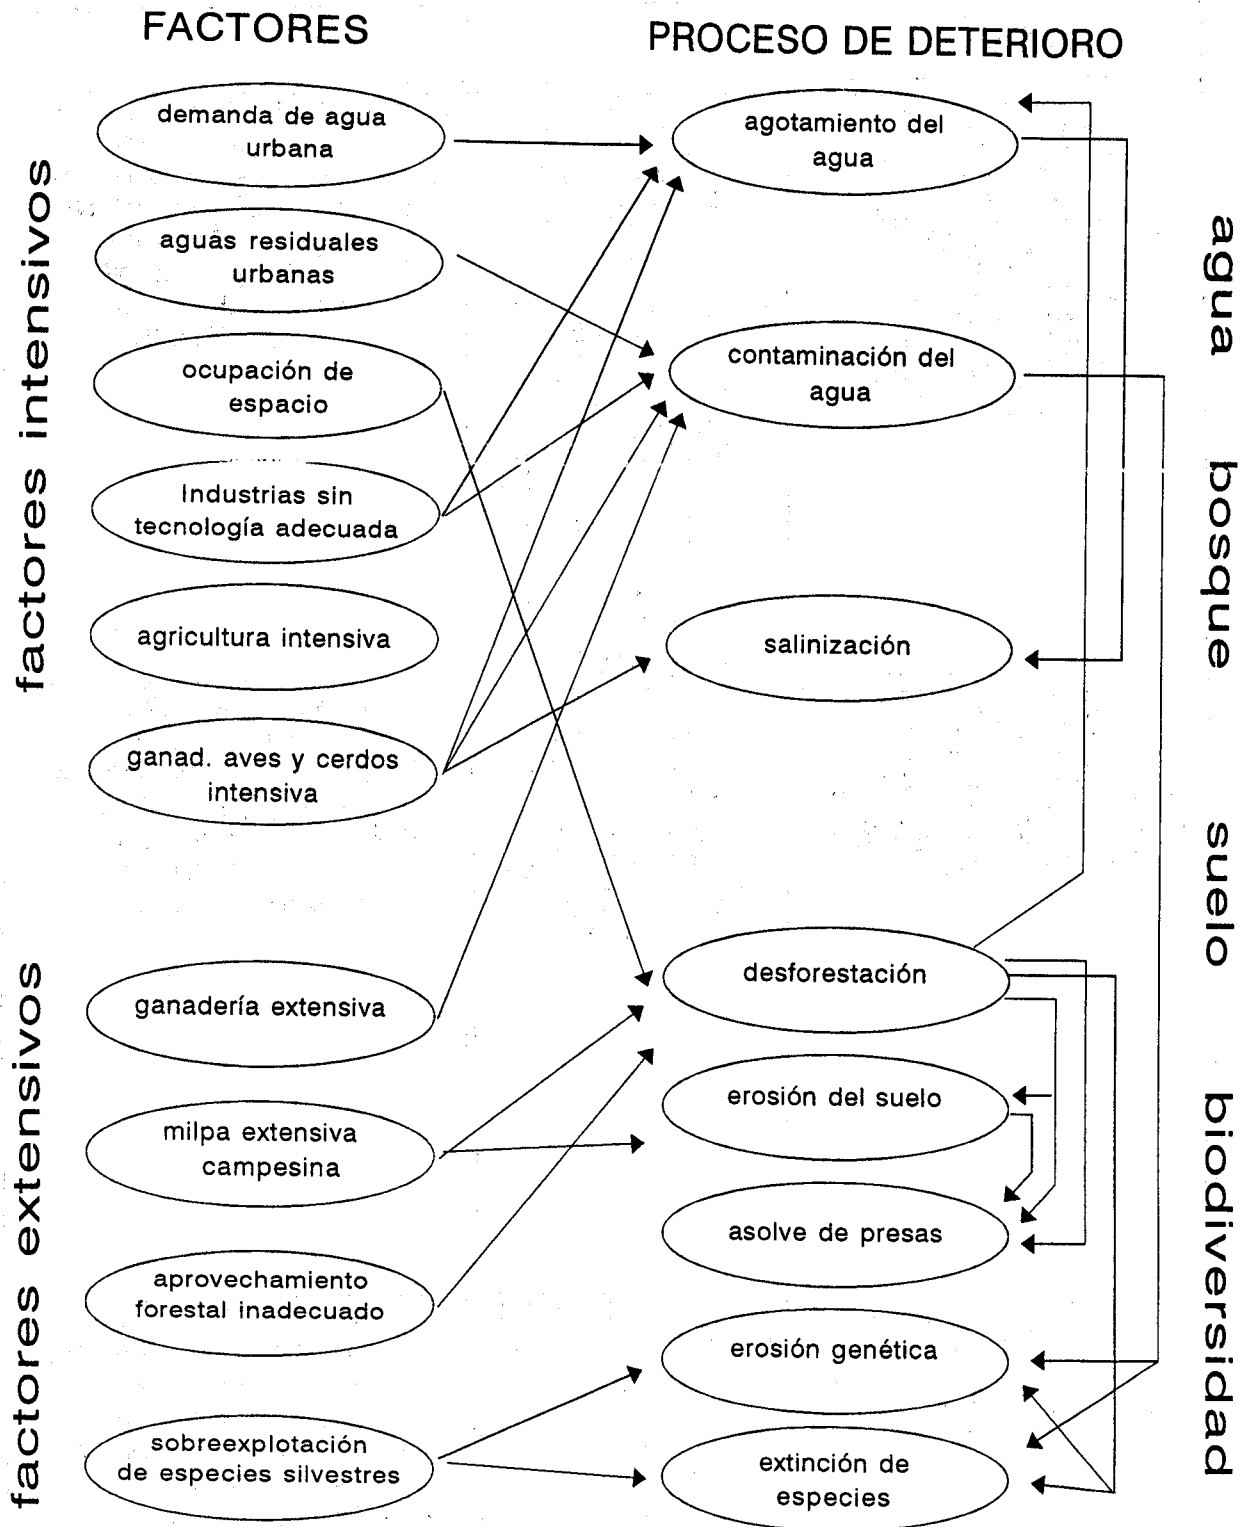 FACTORES
PROCESO DE DETERIORO
factores intensivos
demanda de agua
urbana
aguas residuales
urbanas
ocupación de
espacio
Industrias sin
tecnología adecuada
agricultura intensiva
ganad. aves y cerdos
intensiva
factores extensivos
ganadería extensiva
milpa extensiva
campesina
aprovechamiento
forestal inadecuado
sobreexplotación
de especies silvestres
agotamiento del
agua
contaminación del
agua
salinización
desforestación
erosión del suelo
asolve de presas
erosión genética
extinción de
especies
agua
bosque
suelo
biodiversidad